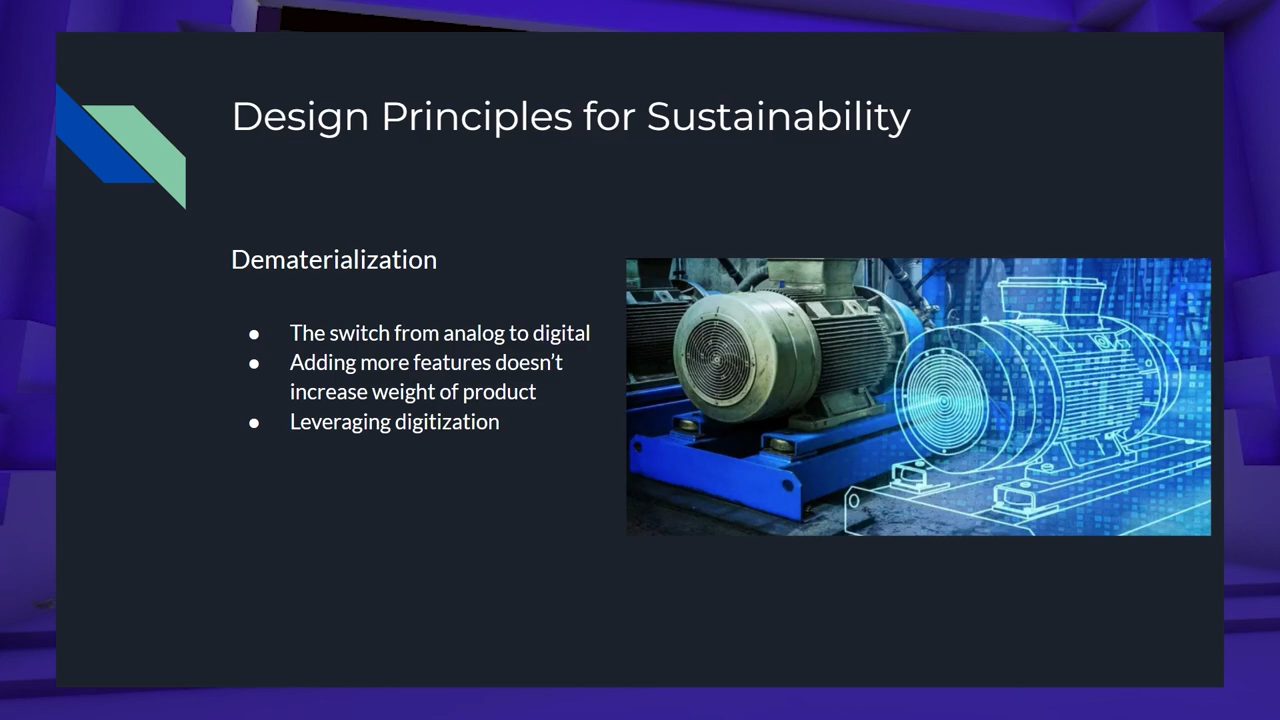 Design Principles for Sustainability
Dematerialization
● The switch from analog to digital
● Adding more features doesn’t
increase weight of product
● Leveraging digitization